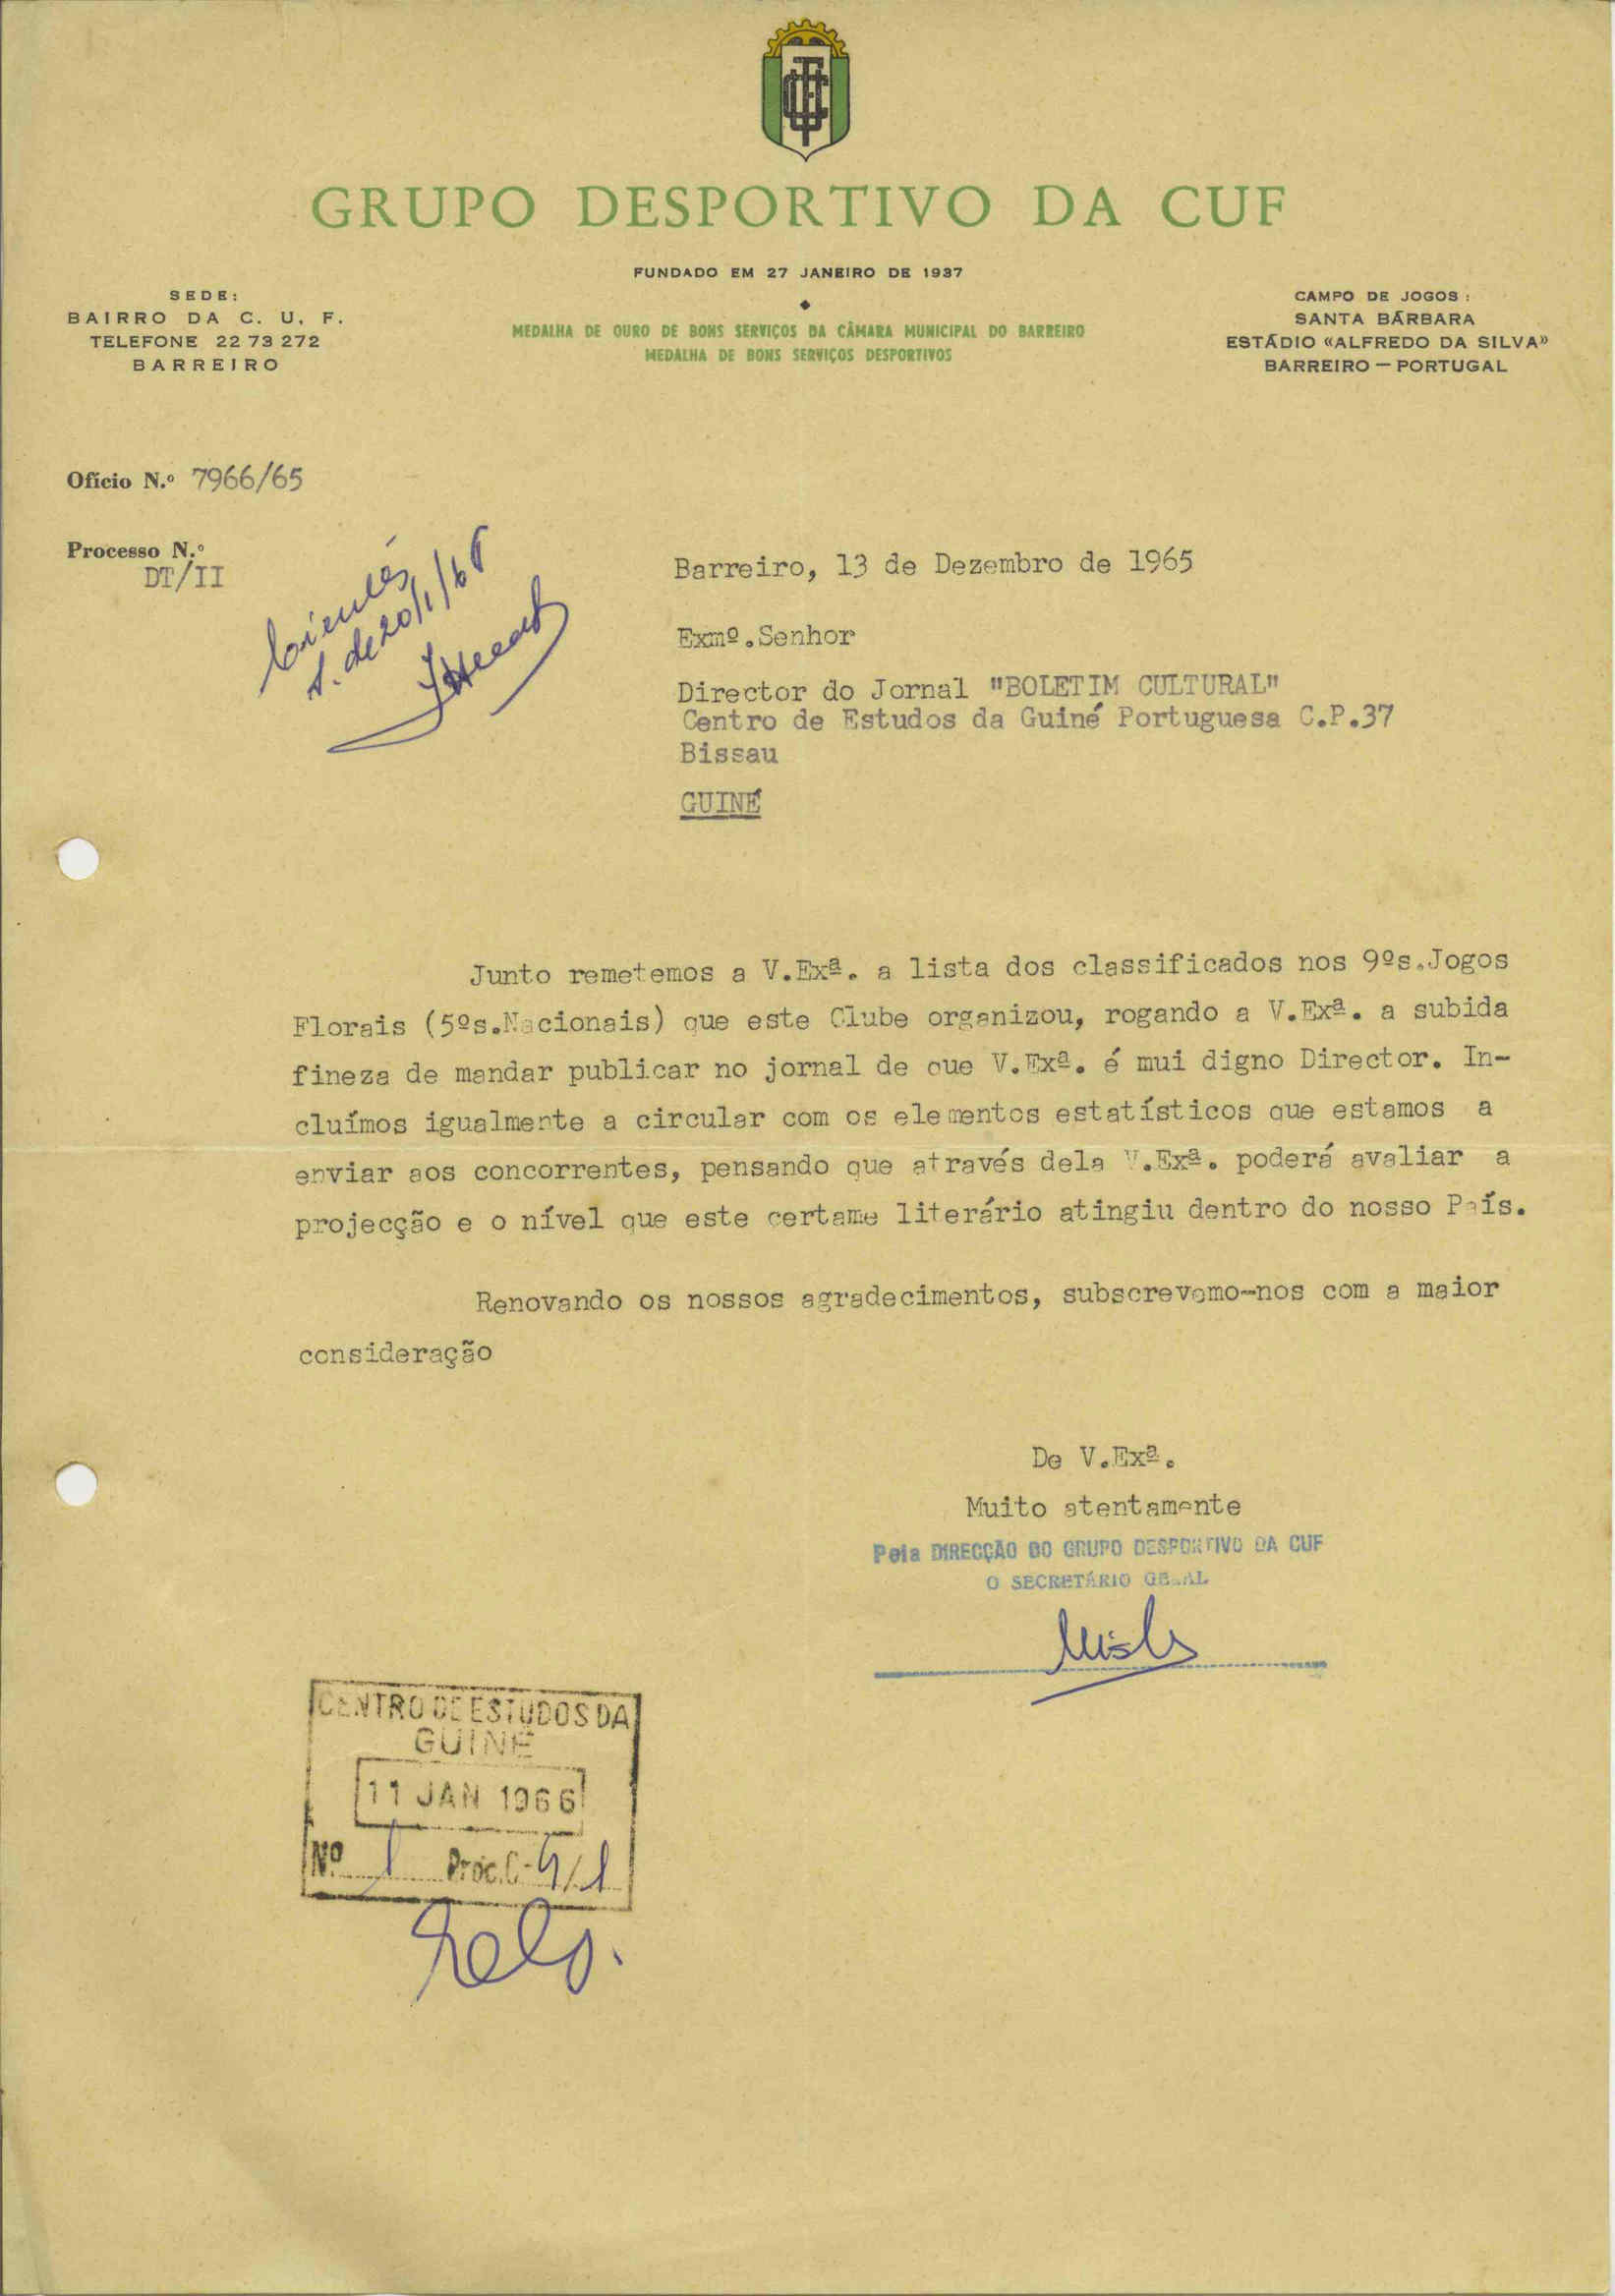 GRUPO DESPORTIVO DA CUF
FUNDADO EM 27 JANEIRO DE 1937
MEDALHA DE OURO DE BONS SERVIÇOS DA CÂMARA MUNICIPAL DO BARREIRO
MEDALHA DE BONS SERVIÇOS DESPORTIVOS
SEDE:
BAIRRO DA C. U. F.
TELEFONE 22 73 272
BARREIRO
CAMPO DE JOGOS:
SANTA BÁRBARA
ESTÁDIO «ALFREDO DA SILVA»
BARREIRO — PORTUGAL
Ofício N.º 7966/65
Processo N.º
DT/II
Barreiro, 13 de Dezembro de 1965
Exmº.Senhor
Director do Jornal "BOLETIM CULTURAL"
Centro de Estudos da Guiné Portuguesa C.P.37
Bissau
GUINÉ
Junto remetemos a V.Exª. a lista dos classificados nos 9ºs.Jogos
Florais (5ºs.Nacionais) que este Clube organizou, rogando a V.Exª. a subida
fineza de mandar publicar no jornal de que V.Exª. é mui digno Director. In-
cluímos igualmente a circular com os elementos estatísticos que estamos a
enviar aos concorrentes, pensando que através dela V.Exª. poderá avaliar a
projecção e o nível que este certame literário atingiu dentro do nosso País.
Renovando os nossos agradecimentos, subscrevemo-nos com a maior
consideração
De V.Exª.
Muito atentamente
Pela DIRECÇÃO DO GRUPO DESPORTIVO DA CUF
O SECRETÁRIO GERAL
CENTRO DE ESTUDOS DA
GUINÉ
11 JAN 1966
Nº 1 Proc.C-4/1